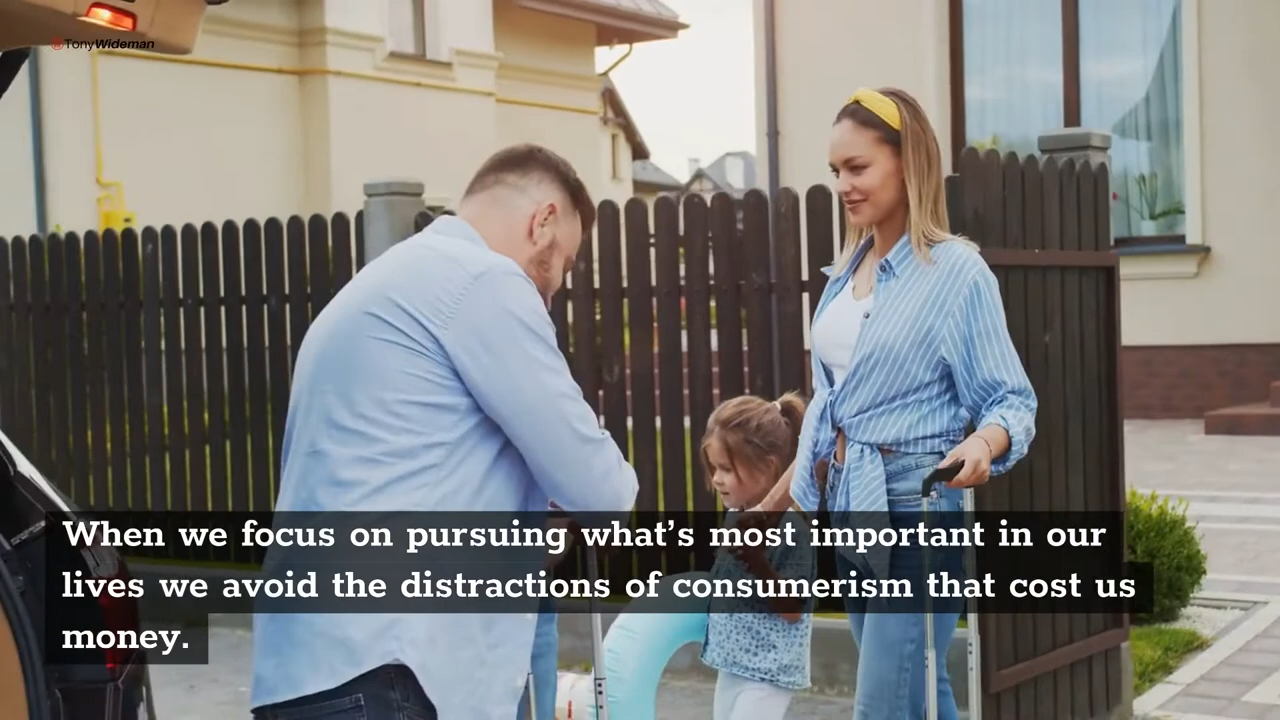 @TonyWideman
When we focus on pursuing what's most important in our
lives we avoid the distractions of consumerism that cost us
money.